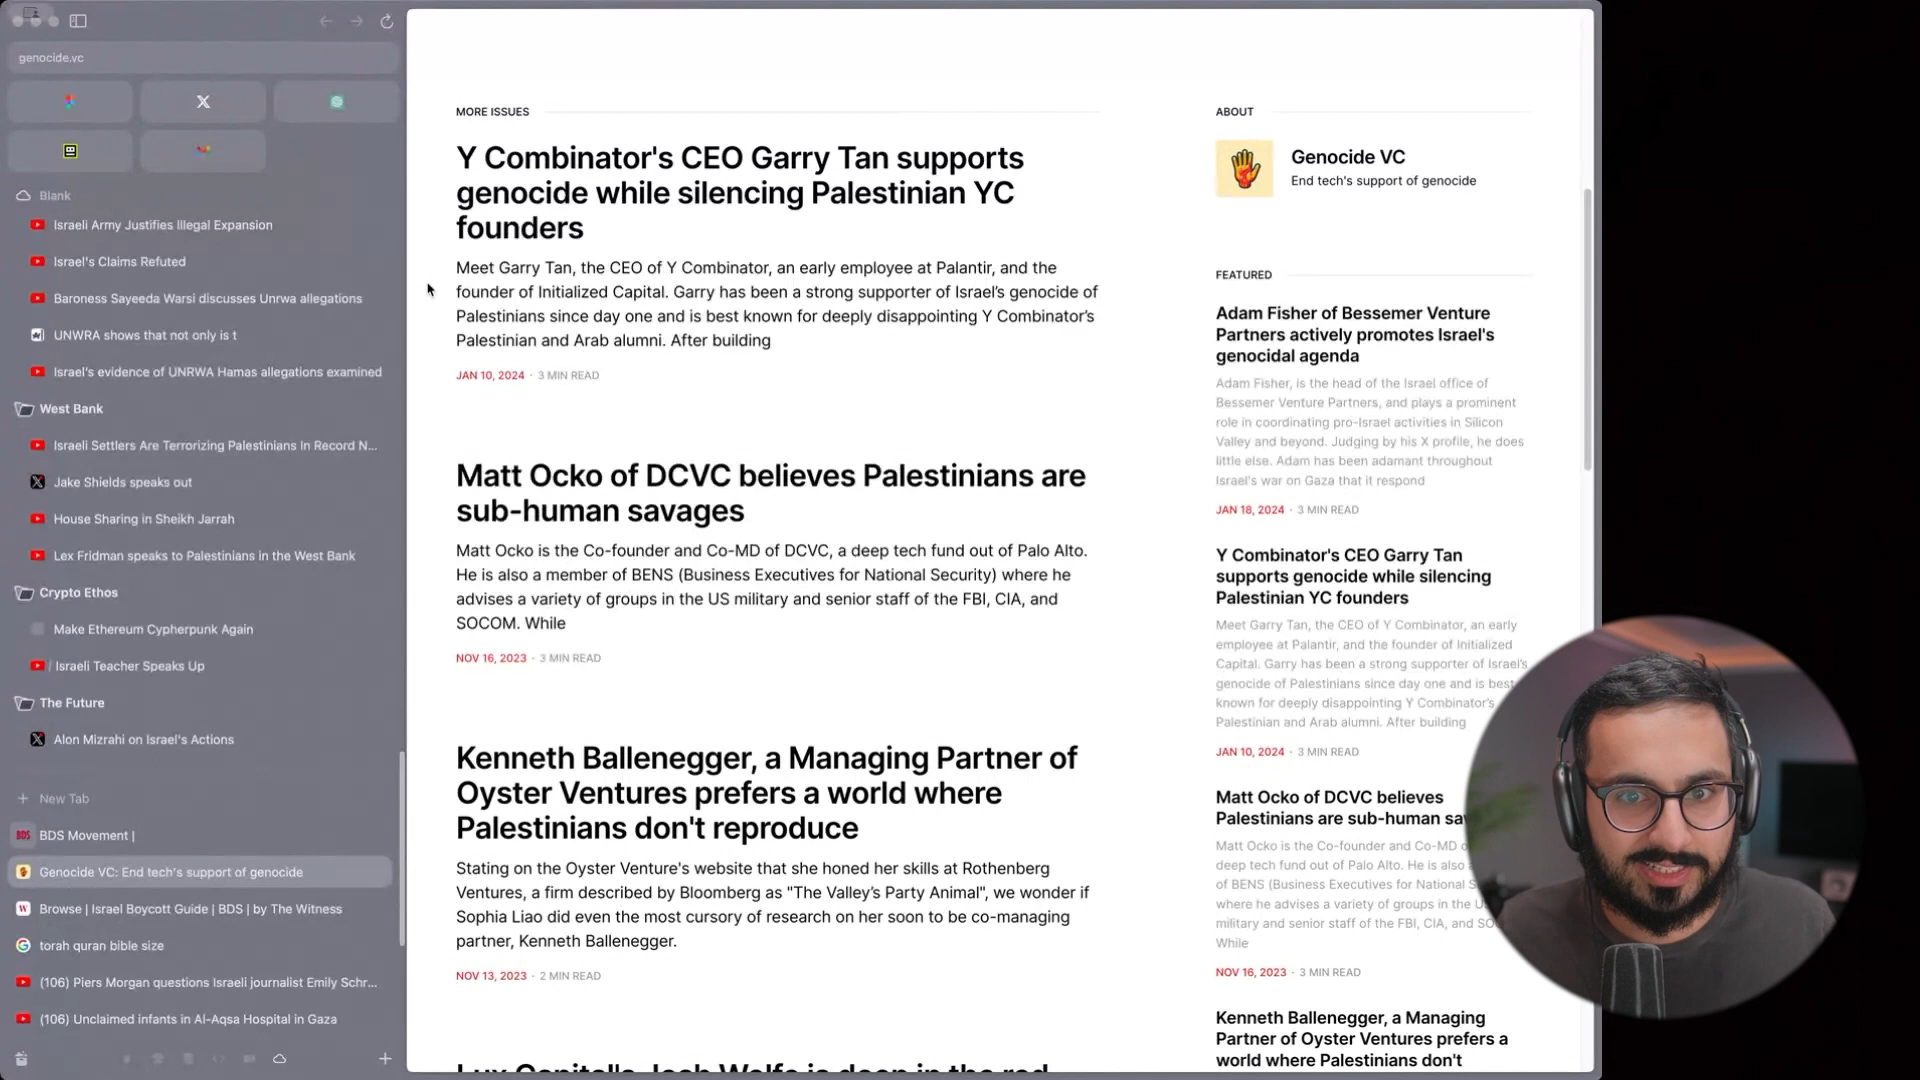 genocide.vc
Blank
Israeli Army Justifies Illegal Expansion
Israel's Claims Refuted
Baroness Sayeeda Warsi discusses Unrwa allegations
UNWRA shows that not only is t
Israel's evidence of UNRWA Hamas allegations examined
West Bank
Israeli Settlers Are Terrorizing Palestinians In Record N...
Jake Shields speaks out
House Sharing in Sheikh Jarrah
Lex Fridman speaks to Palestinians in the West Bank
Crypto Ethos
Make Ethereum Cypherpunk Again
/ Israeli Teacher Speaks Up
The Future
Alon Mizrahi on Israel's Actions
+ New Tab
BDS BDS Movement |
Genocide VC: End tech's support of genocide
W Browse | Israel Boycott Guide | BDS | by The Witness
torah quran bible size
(106) Piers Morgan questions Israeli journalist Emily Schr...
(106) Unclaimed infants in Al-Aqsa Hospital in Gaza
MORE ISSUES
Y Combinator's CEO Garry Tan supports
genocide while silencing Palestinian YC
founders
Meet Garry Tan, the CEO of Y Combinator, an early employee at Palantir, and the
founder of Initialized Capital. Garry has been a strong supporter of Israel's genocide of
Palestinians since day one and is best known for deeply disappointing Y Combinator's
Palestinian and Arab alumni. After building
JAN 10, 2024 · 3 MIN READ
Matt Ocko of DCVC believes Palestinians are
sub-human savages
Matt Ocko is the Co-founder and Co-MD of DCVC, a deep tech fund out of Palo Alto.
He is also a member of BENS (Business Executives for National Security) where he
advises a variety of groups in the US military and senior staff of the FBI, CIA, and
SOCOM. While
NOV 16, 2023 · 3 MIN READ
Kenneth Ballenegger, a Managing Partner of
Oyster Ventures prefers a world where
Palestinians don't reproduce
Stating on the Oyster Venture's website that she honed her skills at Rothenberg
Ventures, a firm described by Bloomberg as "The Valley's Party Animal", we wonder if
Sophia Liao did even the most cursory of research on her soon to be co-managing
partner, Kenneth Ballenegger.
NOV 13, 2023 · 2 MIN READ
Lux Capital's Josh Wolfe is deep in the red
ABOUT
Genocide VC
End tech's support of genocide
FEATURED
Adam Fisher of Bessemer Venture
Partners actively promotes Israel's
genocidal agenda
Adam Fisher, is the head of the Israel office of
Bessemer Venture Partners, and plays a prominent
role in coordinating pro-Israel activities in Silicon
Valley and beyond. Judging by his X profile, he does
little else. Adam has been adamant throughout
Israel's war on Gaza that it respond
JAN 18, 2024 · 3 MIN READ
Y Combinator's CEO Garry Tan
supports genocide while silencing
Palestinian YC founders
Meet Garry Tan, the CEO of Y Combinator, an early
employee at Palantir, and the founder of Initialized
Capital. Garry has been a strong supporter of Israel's
genocide of Palestinians since day one and is best
known for deeply disappointing Y Combinator's
Palestinian and Arab alumni. After building
JAN 10, 2024 · 3 MIN READ
Matt Ocko of DCVC believes
Palestinians are sub-human sa
Matt Ocko is the Co-founder and Co-MD o
deep tech fund out of Palo Alto. He is also
of BENS (Business Executives for National S
where he advises a variety of groups in the U
military and senior staff of the FBI, CIA, and SO
While
NOV 16, 2023 · 3 MIN READ
Kenneth Ballenegger, a Managing
Partner of Oyster Ventures prefers a
world where Palestinians don't